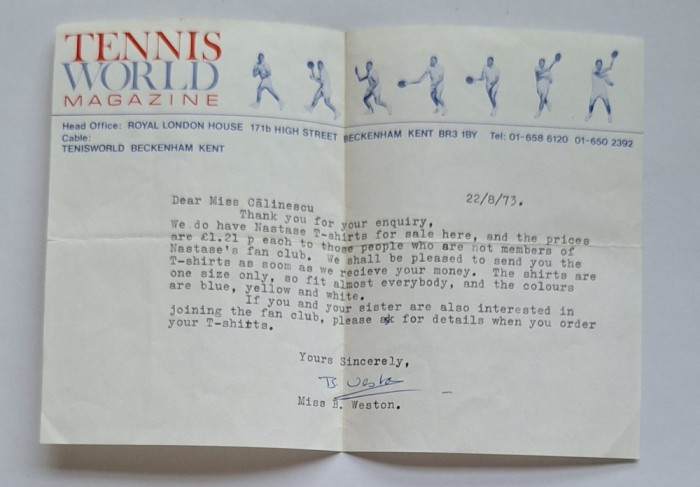 TENNIS
WORLD
MAGAZINE
Head Office: ROYAL LONDON HOUSE 171b HIGH STREET BECKENHAM KENT BR3 1BY Tel: 01-658 6120 01-650 2392
Cable:
TENISWORLD BECKENHAM KENT
Dear Miss Călinescu 22/8/73.
Thank you for your enquiry,
We do have Nastase T-shirts for sale here, and the prices
are £1.21 p each to those people who are not members of
Nastase's fan club. We shall be pleased to send you the
T-shirts as soon as we recieve your money. The shirts are
one size only, so fit almost everybody, and the colours
are blue, yellow and white.
If you and your sister are also interested in
joining the fan club, please ask for details when you order
your T-shirts.
Yours Sincerely,
B Weston
Miss B. Weston.